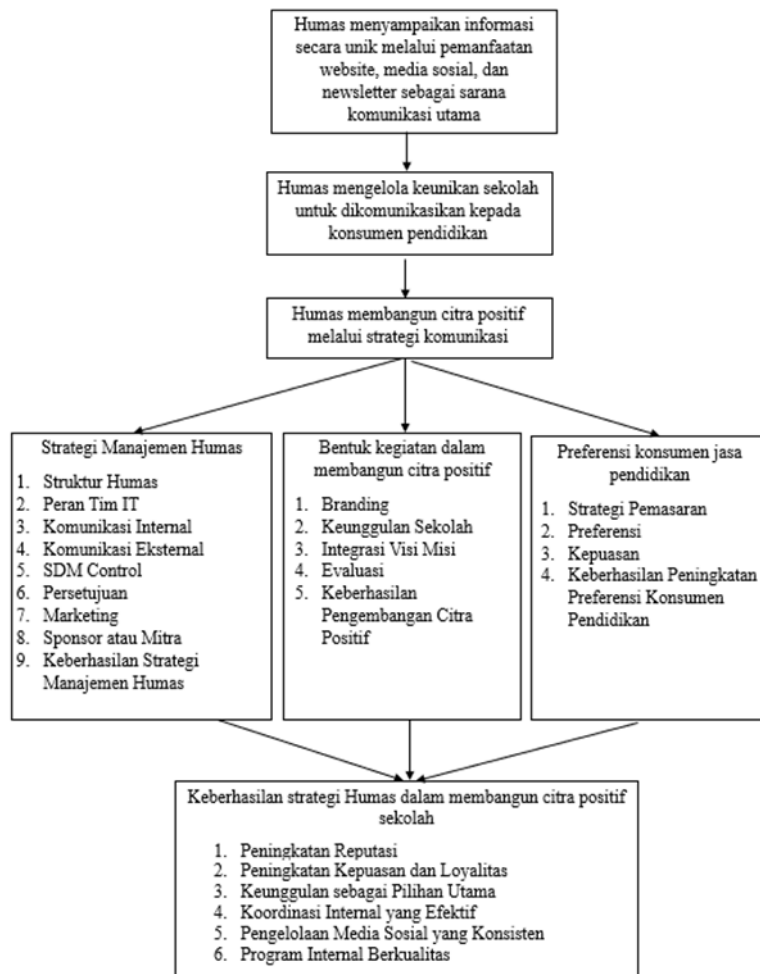 Humas menyampaikan informasi
secara unik melalui pemanfaatan
website, media sosial, dan
newsletter sebagai sarana
komunikasi utama
Humas mengelola keunikan sekolah
untuk dikomunikasikan kepada
konsumen pendidikan
Humas membangun citra positif
melalui strategi komunikasi
Strategi Manajemen Humas
1. Struktur Humas
2. Peran Tim IT
3. Komunikasi Internal
4. Komunikasi Eksternal
5. SDM Control
6. Persetujuan
7. Marketing
8. Sponsor atau Mitra
9. Keberhasilan Strategi
Manajemen Humas
Bentuk kegiatan dalam
membangun citra positif
1. Branding
2. Keunggulan Sekolah
3. Integrasi Visi Misi
4. Evaluasi
5. Keberhasilan
Pengembangan Citra
Positif
Preferensi konsumen jasa
pendidikan
1. Strategi Pemasaran
2. Preferensi
3. Kepuasan
4. Keberhasilan Peningkatan
Preferensi Konsumen
Pendidikan
Keberhasilan strategi Humas dalam membangun citra positif
sekolah
1. Peningkatan Reputasi
2. Peningkatan Kepuasan dan Loyalitas
3. Keunggulan sebagai Pilihan Utama
4. Koordinasi Internal yang Efektif
5. Pengelolaan Media Sosial yang Konsisten
6. Program Internal Berkualitas